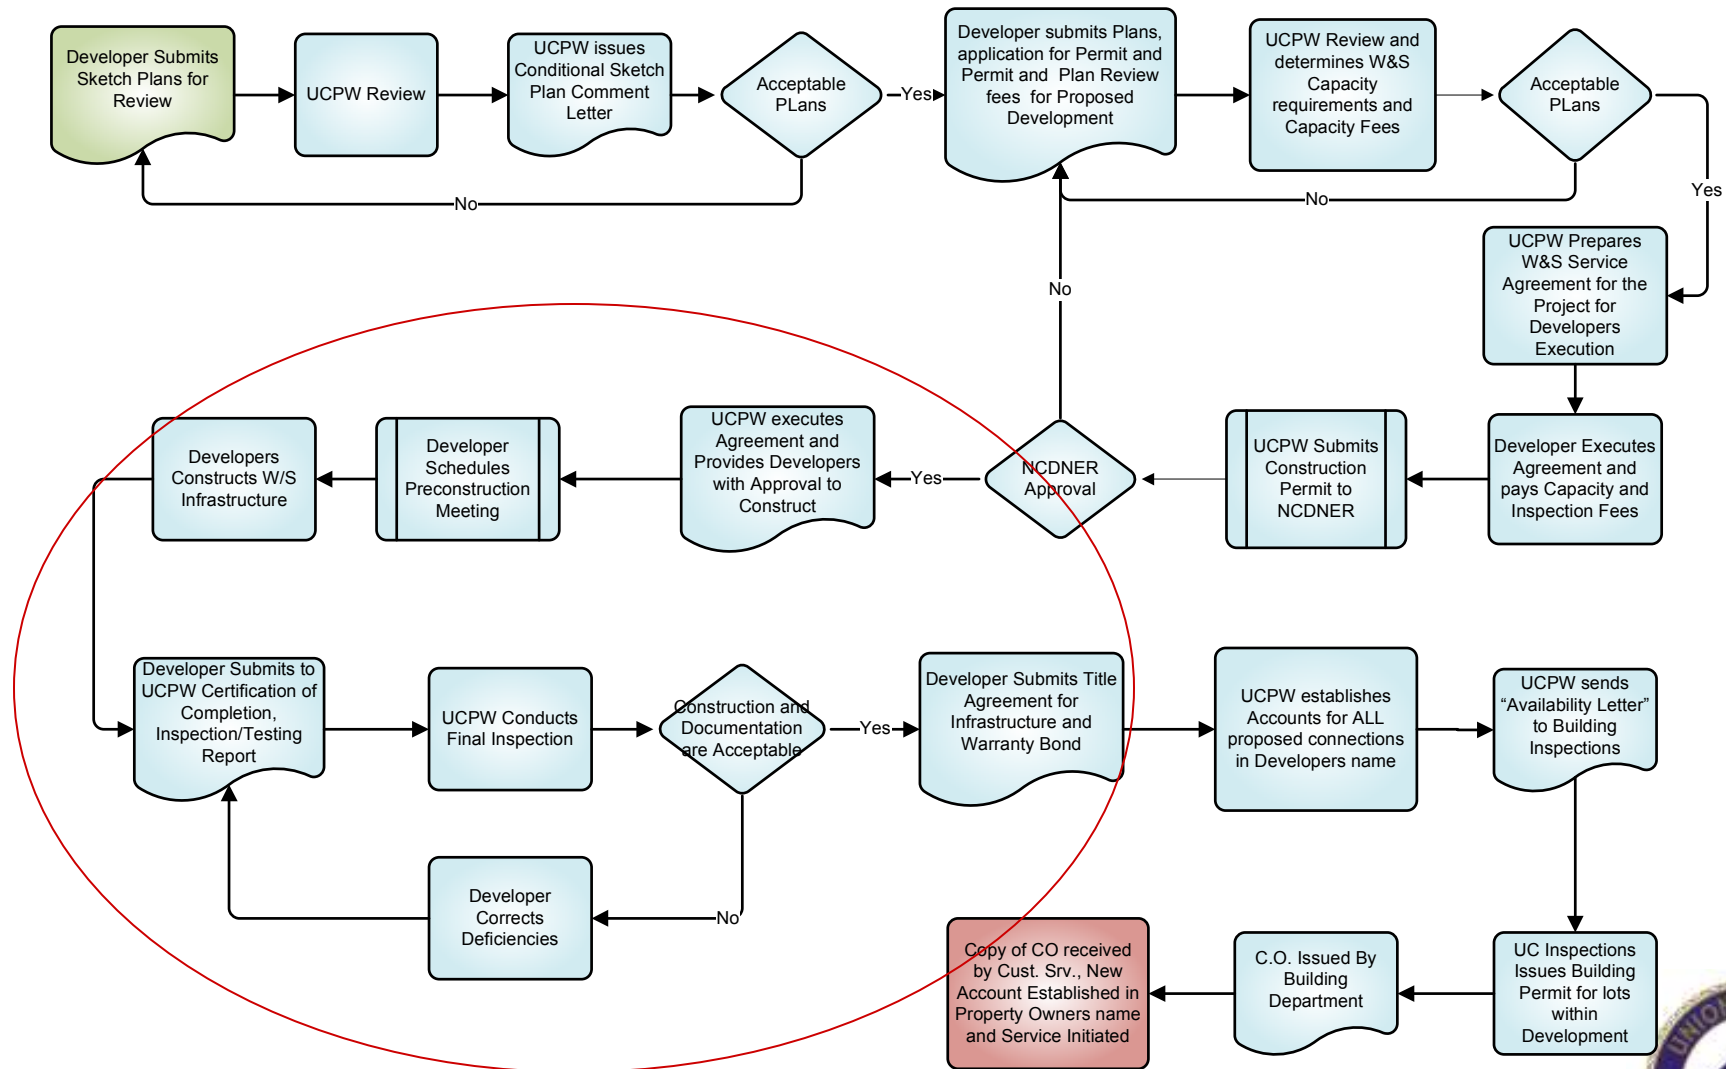 Developer Submits
Sketch Plans for
Review
UCPW Review
UCPW issues
Conditional Sketch
Plan Comment
Letter
Acceptable
PLans
Yes
No
Developer submits Plans,
application for Permit and
Permit and Plan Review
fees for Proposed
Development
UCPW Review and
determines W&S
Capacity
requirements and
Capacity Fees
Acceptable
PLans
No
Yes
UCPW Prepares
W&S Service
Agreement for the
Project for
Developers
Execution
Developer Executes
Agreement and
pays Capacity and
Inspection Fees
UCPW Submits
Construction
Permit to
NCDNER
NCDNER
Approval
No
Yes
UCPW executes
Agreement and
Provides Developers
with Approval to
Construct
Developer
Schedules
Preconstruction
Meeting
Developers
Constructs W/S
Infrastructure
Developer Submits to
UCPW Certification of
Completion,
Inspection/Testing
Report
UCPW Conducts
Final Inspection
Construction and
Documentation
are Acceptable
Yes
No
Developer
Corrects
Deficiencies
Developer Submits Title
Agreement for
Infrastructure and
Warranty Bond
UCPW establishes
Accounts for ALL
proposed connections
in Developers name
UCPW sends
“Availability Letter”
to Building
Inspections
UC Inspections
Issues Building
Permit for lots
within
Development
C.O. Issued By
Building
Department
Copy of CO received
by Cust. Srv., New
Account Established in
Property Owners name
and Service Initiated
UNION